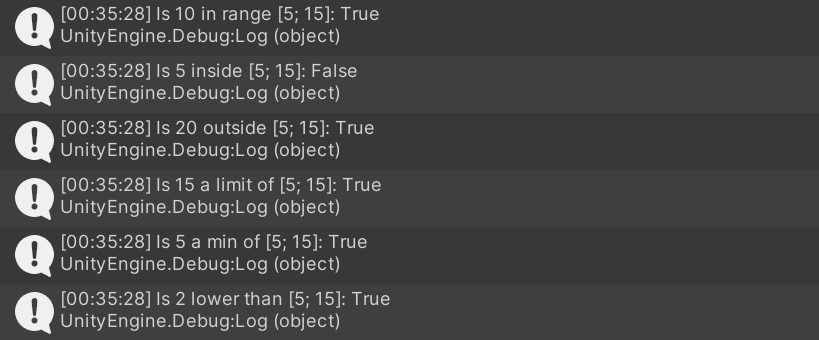 [00:35:28] Is 10 in range [5; 15]: True
UnityEngine.Debug:Log (object)
[00:35:28] Is 5 inside [5; 15]: False
UnityEngine.Debug:Log (object)
[00:35:28] Is 20 outside [5; 15]: True
UnityEngine.Debug:Log (object)
[00:35:28] Is 15 a limit of [5; 15]: True
UnityEngine.Debug:Log (object)
[00:35:28] Is 5 a min of [5; 15]: True
UnityEngine.Debug:Log (object)
[00:35:28] Is 2 lower than [5; 15]: True
UnityEngine.Debug:Log (object)